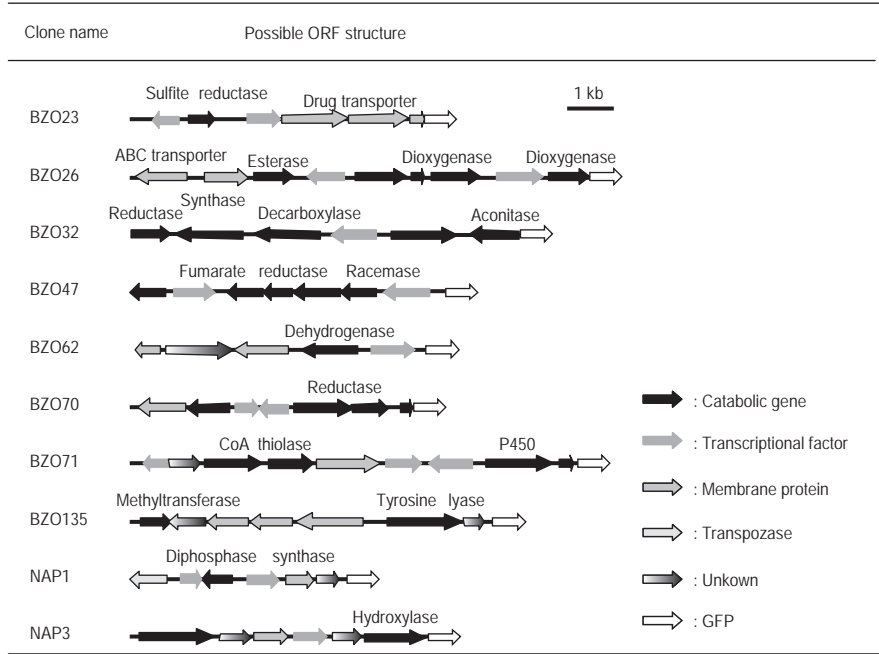 Clone name Possible ORF structure
1 kb
Sulfite reductase Drug transporter
BZO23
ABC transporter Esterase Dioxygenase Dioxygenase
BZO26
Reductase Synthase Decarboxylase Aconitase
BZO32
Fumarate reductase Racemase
BZO47
Dehydrogenase
BZO62
Reductase
BZO70
CoA thiolase P450
BZO71
Methyltransferase Tyrosine lyase
BZO135
Diphosphase synthase
NAP1
Hydroxylase
NAP3
: Catabolic gene
: Transcriptional factor
: Membrane protein
: Transpozase
: Unkown
: GFP